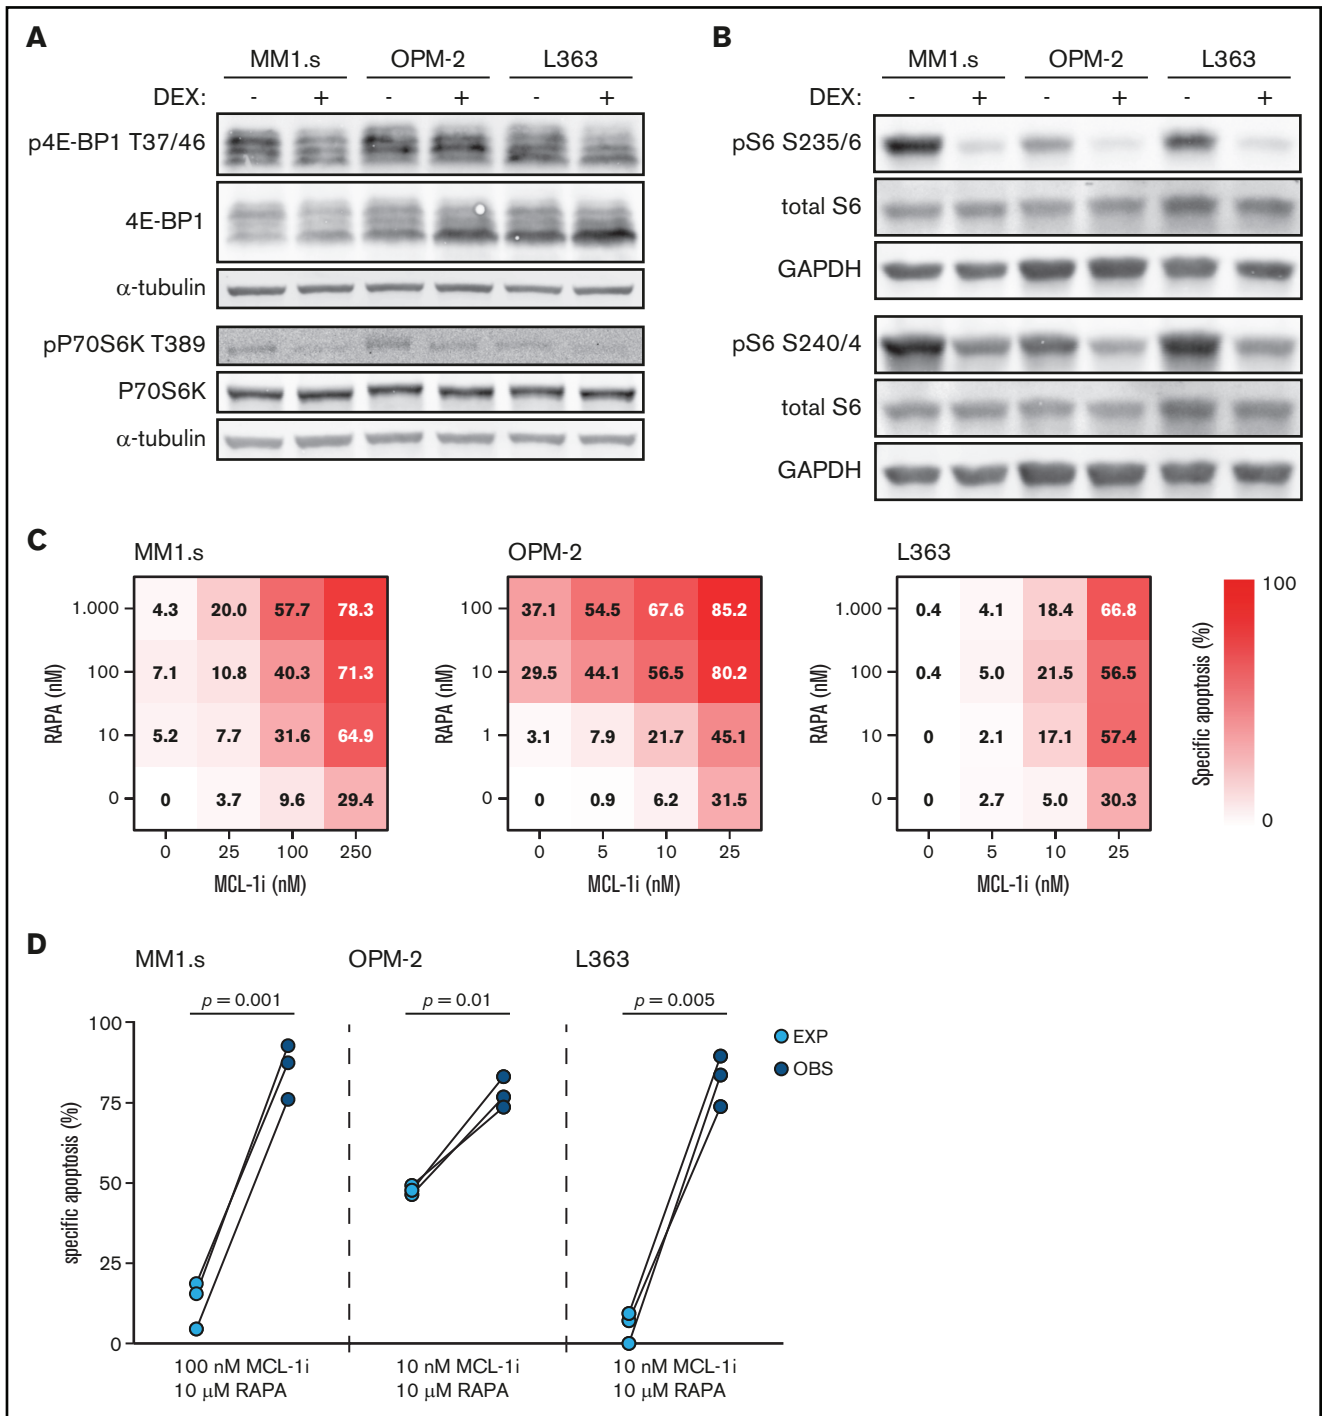 A
MM1.s OPM-2 L363
DEX: - + - + - +
p4E-BP1 T37/46
4E-BP1
α-tubulin
pP70S6K T389
P70S6K
α-tubulin
B
MM1.s OPM-2 L363
DEX: - + - + - +
pS6 S235/6
total S6
GAPDH
pS6 S240/4
total S6
GAPDH
C
MM1.s
RAPA (nM)
1.000 4.3 20.0 57.7 78.3
100 7.1 10.8 40.3 71.3
10 5.2 7.7 31.6 64.9
0 0 3.7 9.6 29.4
0 25 100 250
MCL-1i (nM)
OPM-2
RAPA (nM)
100 37.1 54.5 67.6 85.2
10 29.5 44.1 56.5 80.2
1 3.1 7.9 21.7 45.1
0 0 0.9 6.2 31.5
0 5 10 25
MCL-1i (nM)
L363
RAPA (nM)
1.000 0.4 4.1 18.4 66.8
100 0.4 5.0 21.5 56.5
10 0 2.1 17.1 57.4
0 0 2.7 5.0 30.3
0 5 10 25
MCL-1i (nM)
Specific apoptosis (%)
100
0
D
MM1.s OPM-2 L363
p = 0.001 p = 0.01 p = 0.005
specific apoptosis (%)
100
75
50
25
0
EXP
OBS
100 nM MCL-1i
10 μM RAPA
10 nM MCL-1i
10 μM RAPA
10 nM MCL-1i
10 μM RAPA